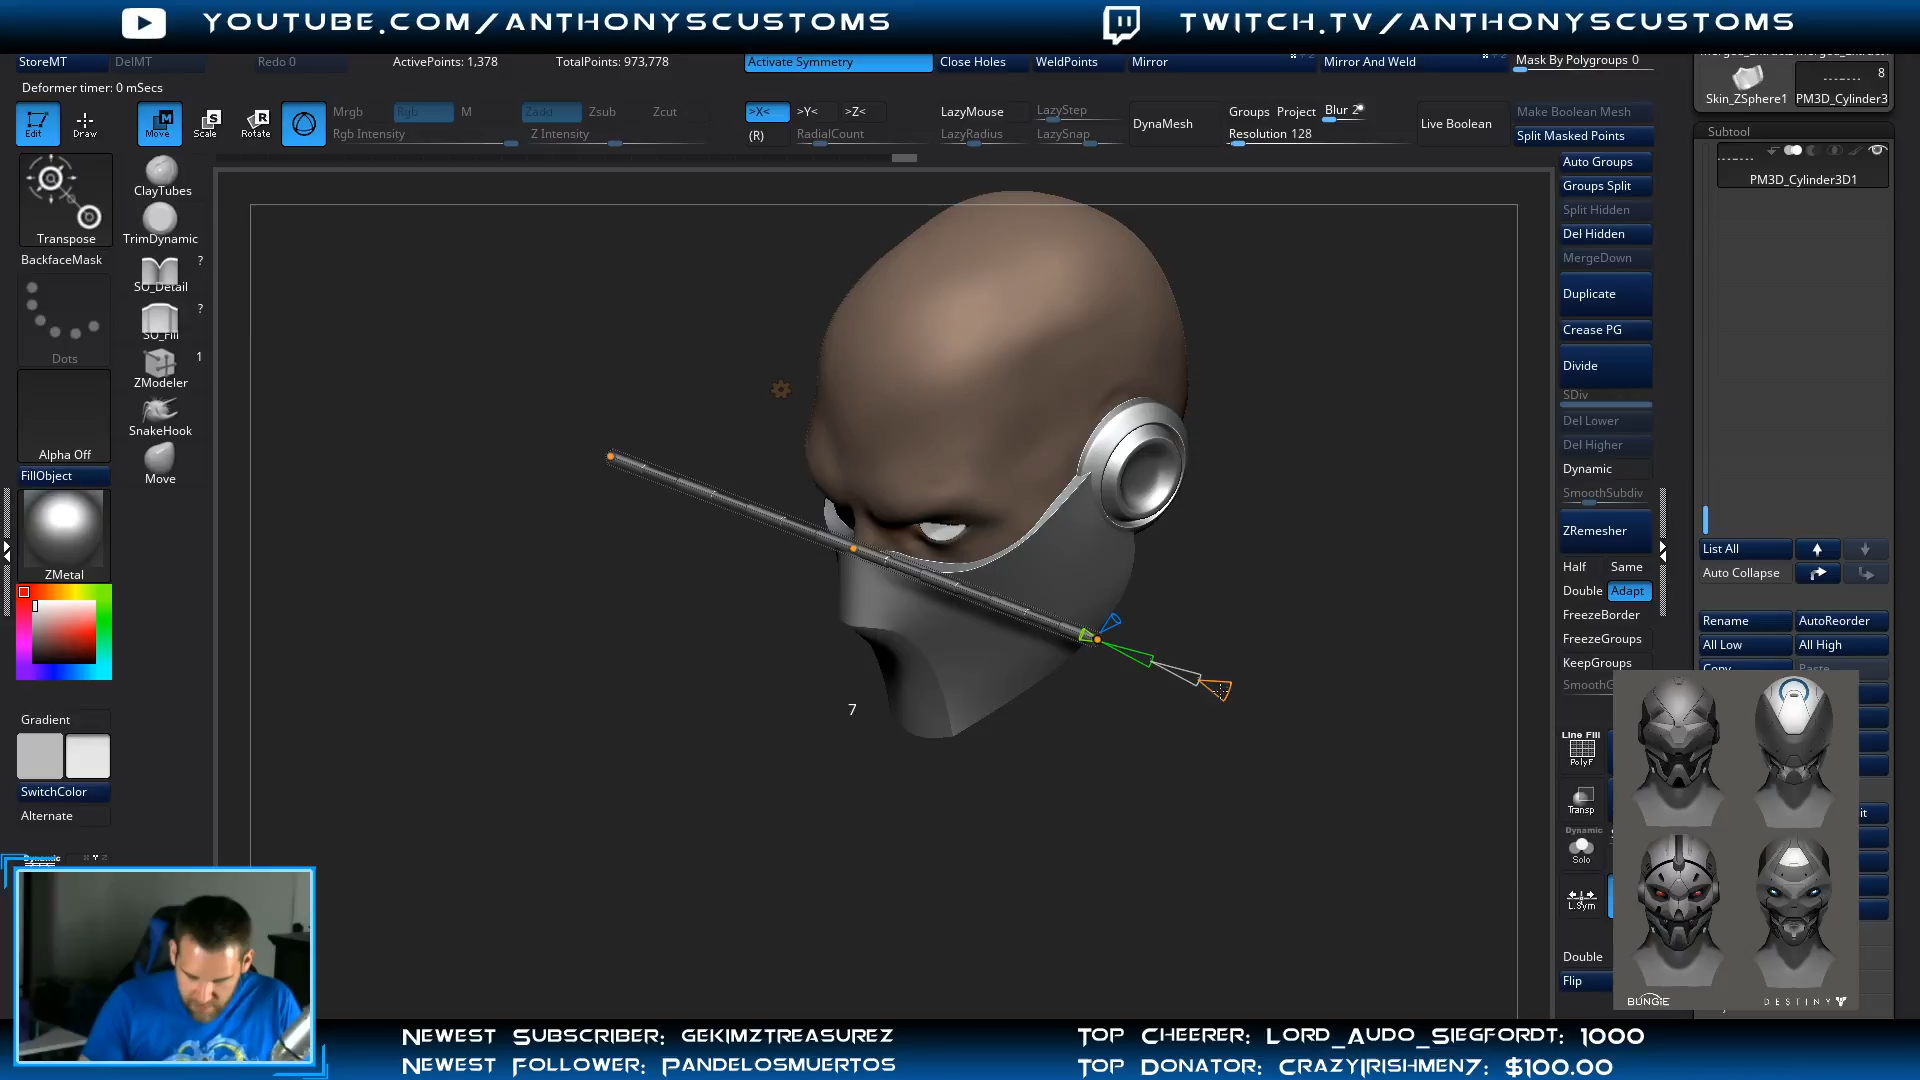 YOUTUBE.COM/ANTHONYSCUSTOMS
TWITCH.TV/ANTHONYSCUSTOMS
StoreMT
DelMT
Redo 0
ActivePoints: 1,378
TotalPoints: 973,778
Activate Symmetry
Close Holes
WeldPoints
Mirror
Mirror And Weld
Mask By Polygroups 0
Deformer timer: 0 mSecs
Edit
Draw
Move
Scale
Rotate
Mrgb
Rgb
M
Zadd
Zsub
Zcut
Rgb Intensity
Z Intensity
>X<
>Y<
>Z<
(R)
RadialCount
LazyMouse
LazyStep
LazyRadius
LazySnap
DynaMesh
Groups
Project
Blur 2
Resolution 128
Live Boolean
Make Boolean Mesh
Split Masked Points
Skin_ZSphere1
8
PM3D_Cylinder3
Subtool
PM3D_Cylinder3D1
Transpose
BackfaceMask
Dots
Alpha Off
FillObject
ZMetal
Gradient
SwitchColor
Alternate
ClayTubes
TrimDynamic
?
SO_Detail
?
SO_Fill
1
ZModeler
SnakeHook
Move
7
Auto Groups
Groups Split
Split Hidden
Del Hidden
MergeDown
Duplicate
Crease PG
Divide
SDiv
Del Lower
Del Higher
Dynamic
SmoothSubdiv
ZRemesher
Half
Same
Double
Adapt
FreezeBorder
FreezeGroups
KeepGroups
Line Fill
PolyF
Transp
Dynamic
Solo
L.Sym
Double
Flip
List All
Auto Collapse
Rename
AutoReorder
All Low
All High
Copy
Paste
BUNGIE
DESTINY
Newest Subscriber: gekimztreasurez
Newest Follower: Pandelosmuertos
Top Cheerer: Lord_Audo_Siegfordt: 1000
Top Donator: CrazyIrishmen7: $100.00